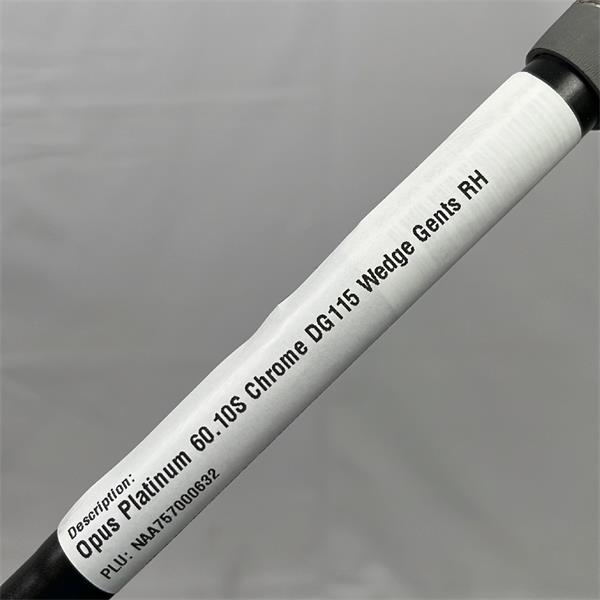 Description:
Opus Platinum 60.10S Chrome DG115 Wedge Gents RH
PLU: NAA757000632